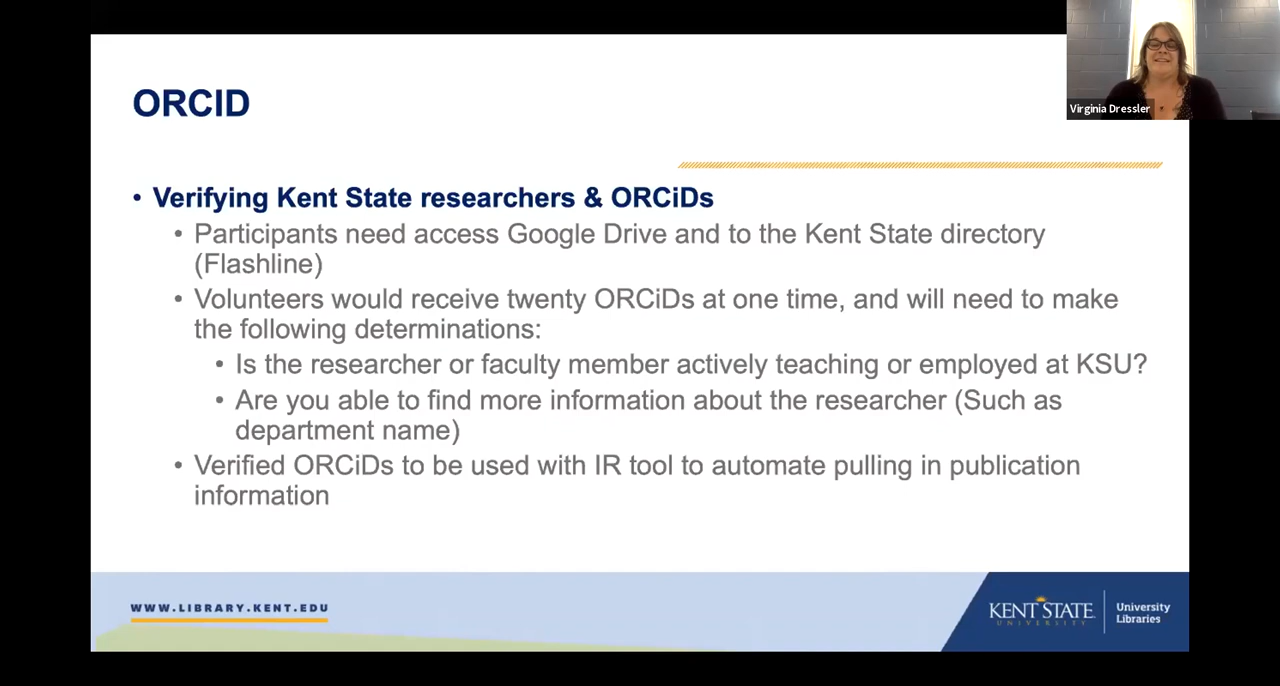 ORCID
Virginia Dressler
• Verifying Kent State researchers & ORCiDs
• Participants need access Google Drive and to the Kent State directory
(Flashline)
• Volunteers would receive twenty ORCiDs at one time, and will need to make
the following determinations:
• Is the researcher or faculty member actively teaching or employed at KSU?
• Are you able to find more information about the researcher (Such as
department name)
• Verified ORCiDs to be used with IR tool to automate pulling in publication
information
WWW.LIBRARY.KENT.EDU
KENT STATE
UNIVERSITY
University
Libraries